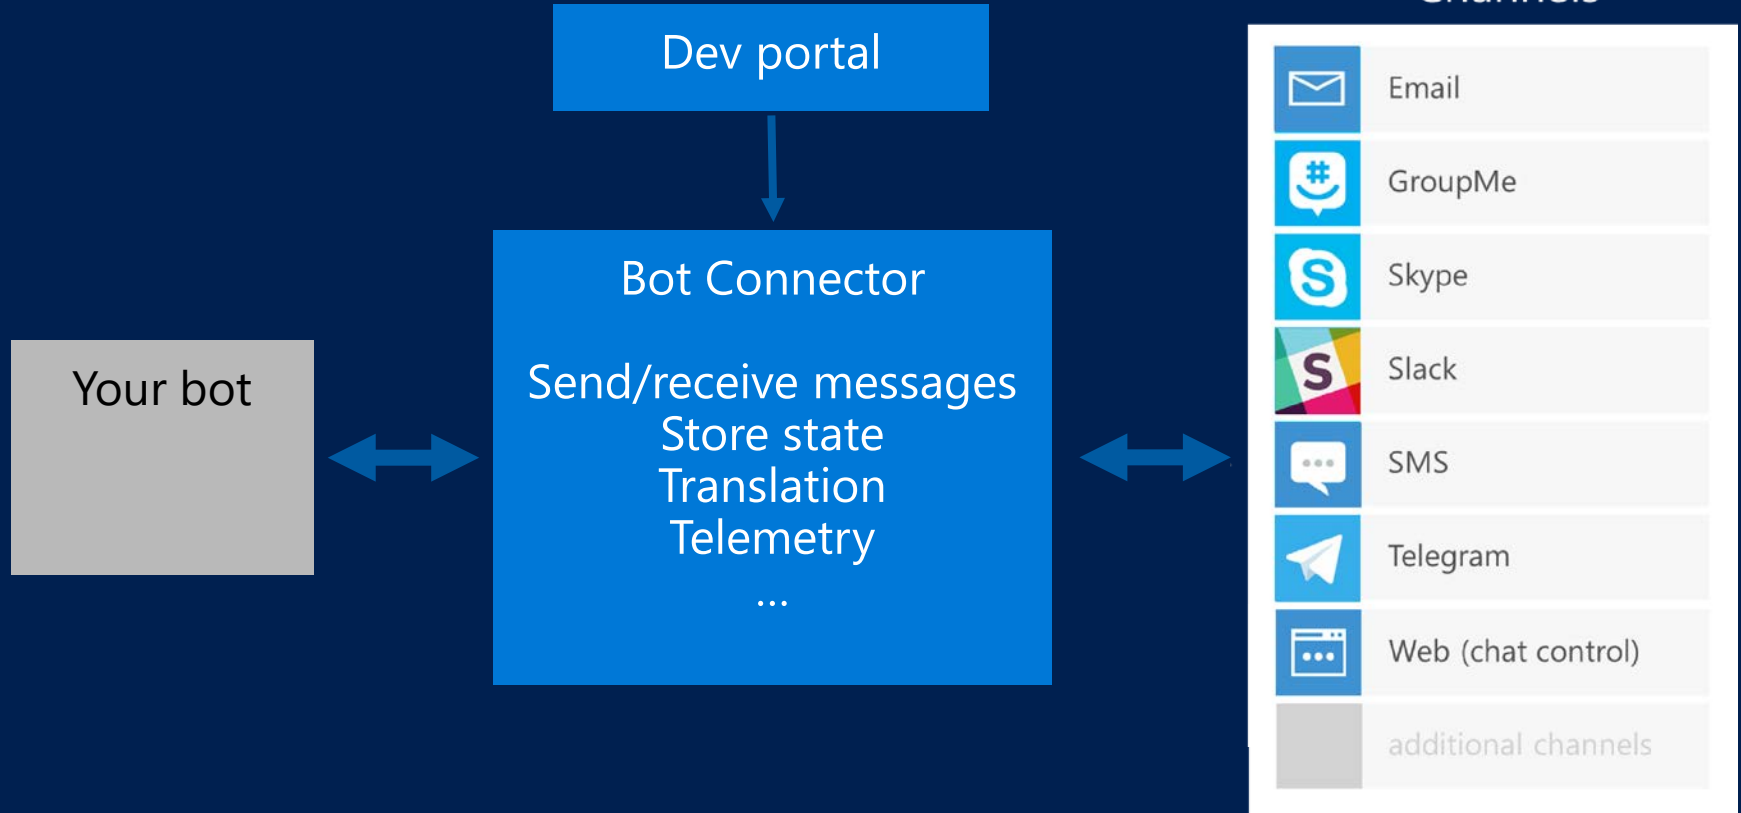 Channels
Dev portal
Bot Connector
Send/receive messages
Store state
Translation
Telemetry
...
Your bot
Email
#
GroupMe
S
Skype
S
Slack
SMS
Telegram
Web (chat control)
additional channels